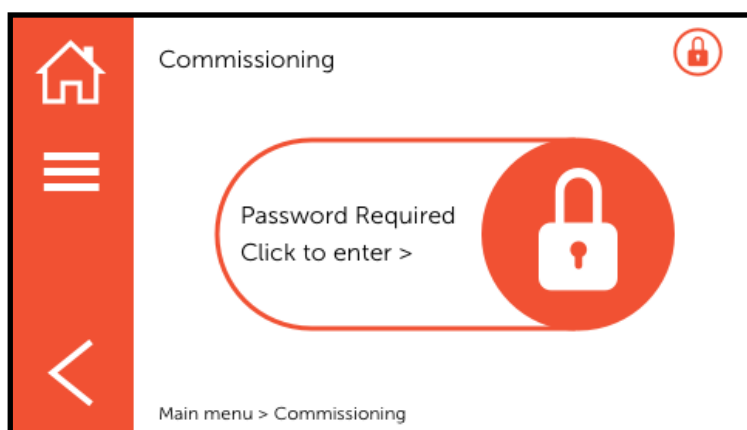 Commissioning
Password Required
Click to enter >
Main menu > Commissioning